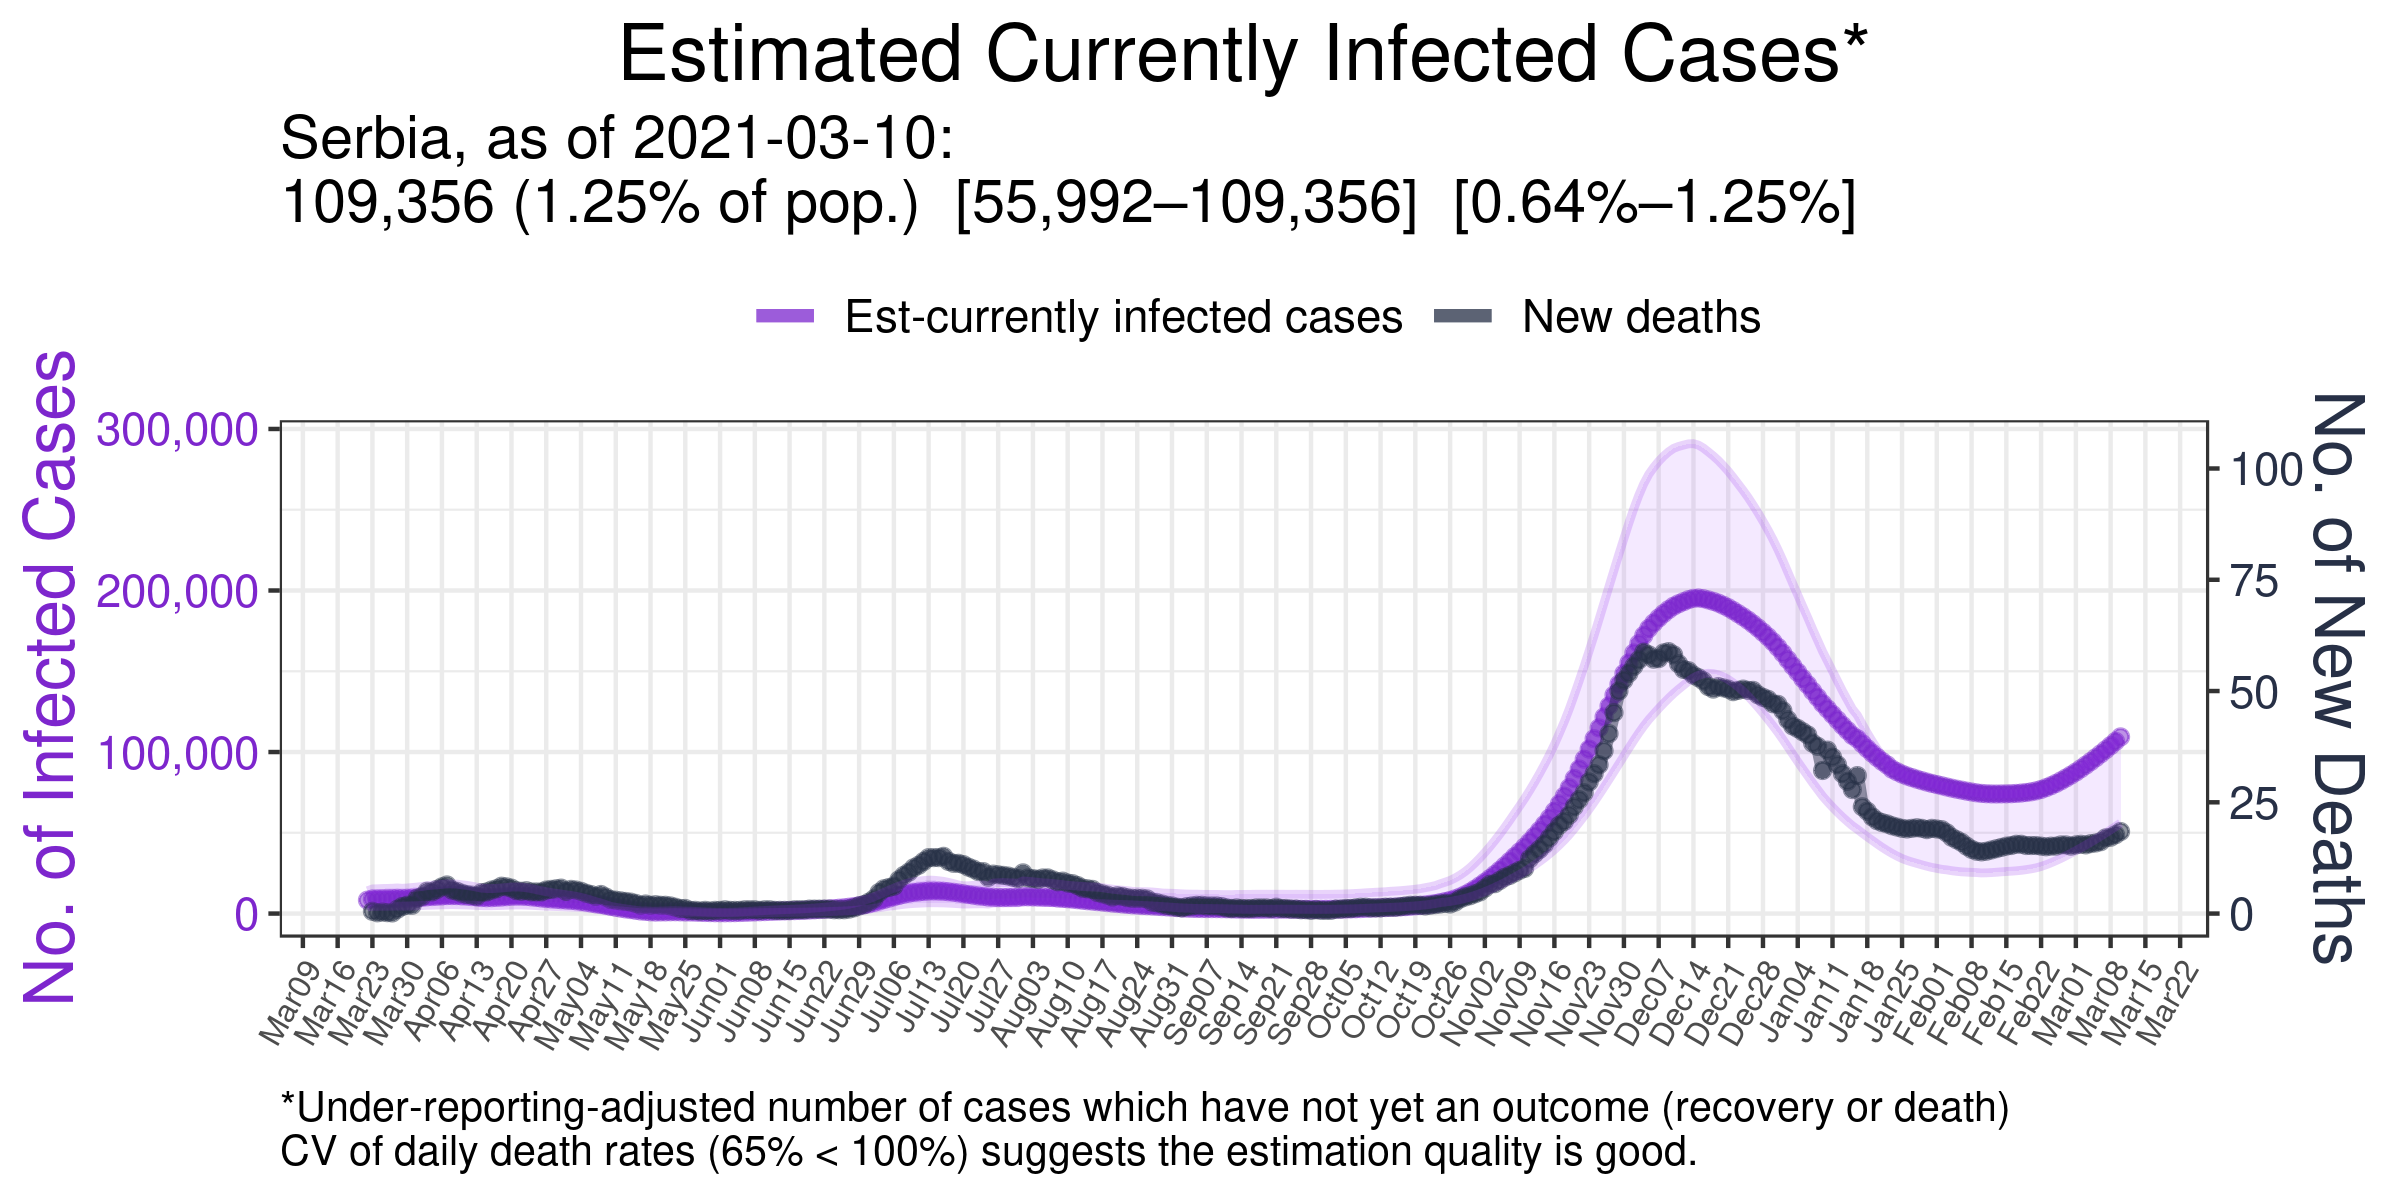 Estimated Currently Infected Cases*
Serbia, as of 2021-03-10:
109,356 (1.25% of pop.)  [55,992–109,356]  [0.64%–1.25%]
Est-currently infected cases
New deaths
No. of Infected Cases
300,000
200,000
100,000
0
No. of New Deaths
100
75
50
25
0
Mar09
Mar16
Mar23
Mar30
Apr06
Apr13
Apr20
Apr27
May04
May11
May18
May25
Jun01
Jun08
Jun15
Jun22
Jun29
Jul06
Jul13
Jul20
Jul27
Aug03
Aug10
Aug17
Aug24
Aug31
Sep07
Sep14
Sep21
Sep28
Oct05
Oct12
Oct19
Oct26
Nov02
Nov09
Nov16
Nov23
Nov30
Dec07
Dec14
Dec21
Dec28
Jan04
Jan11
Jan18
Jan25
Feb01
Feb08
Feb15
Feb22
Mar01
Mar08
Mar15
Mar22
*Under-reporting-adjusted number of cases which have not yet an outcome (recovery or death)
CV of daily death rates (65% < 100%) suggests the estimation quality is good.